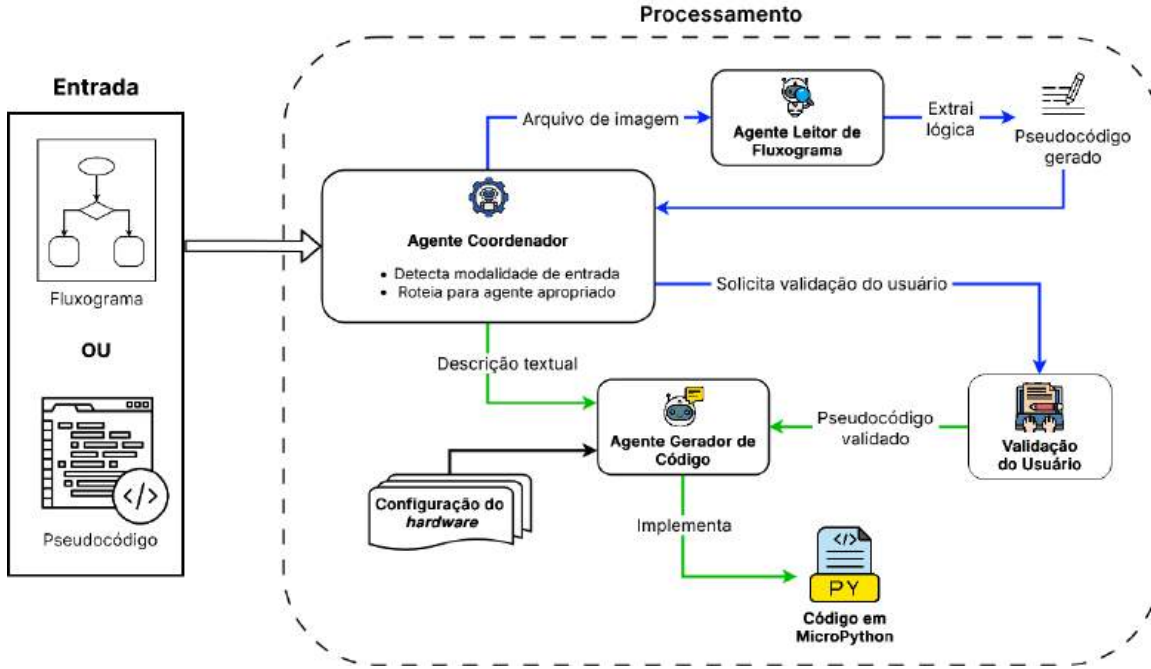 Processamento
Entrada
Fluxograma
OU
</>
Pseudocódigo
Arquivo de imagem
Agente Leitor de
Fluxograma
Extrai
lógica
Pseudocódigo
gerado
Agente Coordenador
• Detecta modalidade de entrada
• Roteia para agente apropriado
Solicita validação do usuário
Descrição textual
Agente Gerador de
Código
Pseudocódigo
validado
Validação
do Usuário
Configuração do
hardware
Implementa
</>
PY
Código em
MicroPython